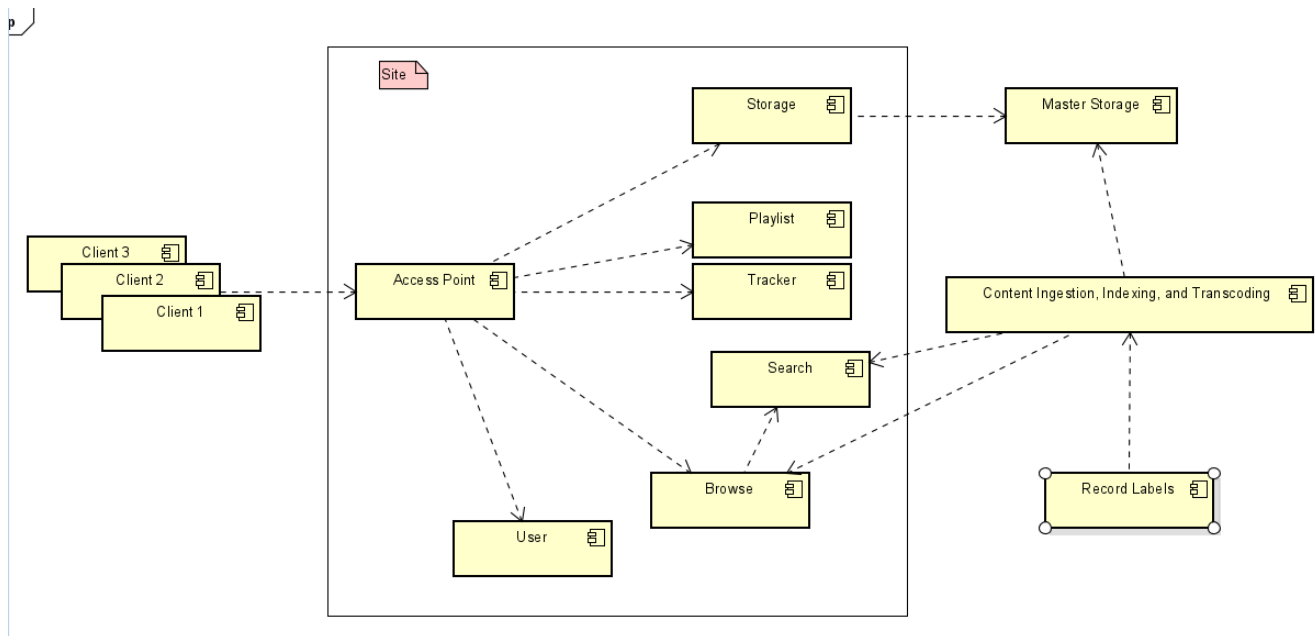 p
Site
Storage
Master Storage
Playlist
Client 3
Client 2
Access Point
Tracker
Content Ingestion, Indexing, and Transcoding
Client 1
Search
Browse
Record Labels
User